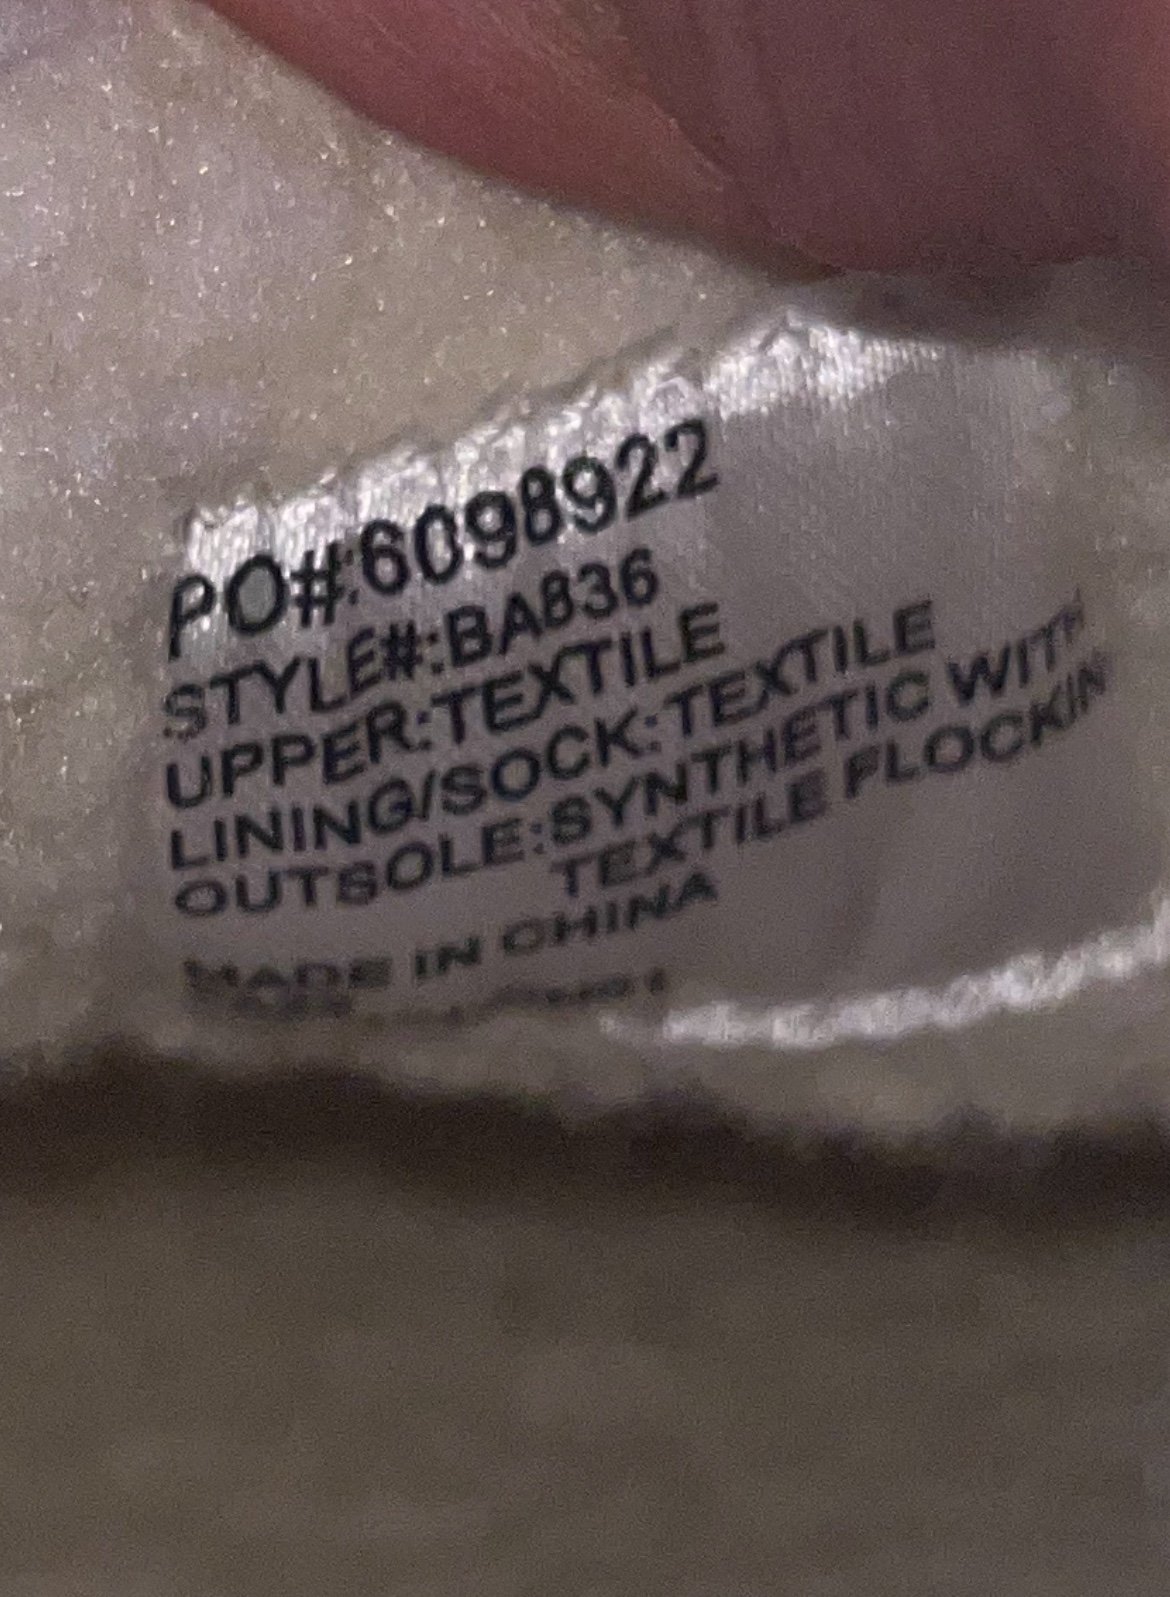 PO#:6098922
STYLE#:BA836
UPPER:TEXTILE
LINING/SOCK:TEXTILE
OUTSOLE:SYNTHETIC WITH
TEXTILE FLOCKIN
MADE IN CHINA